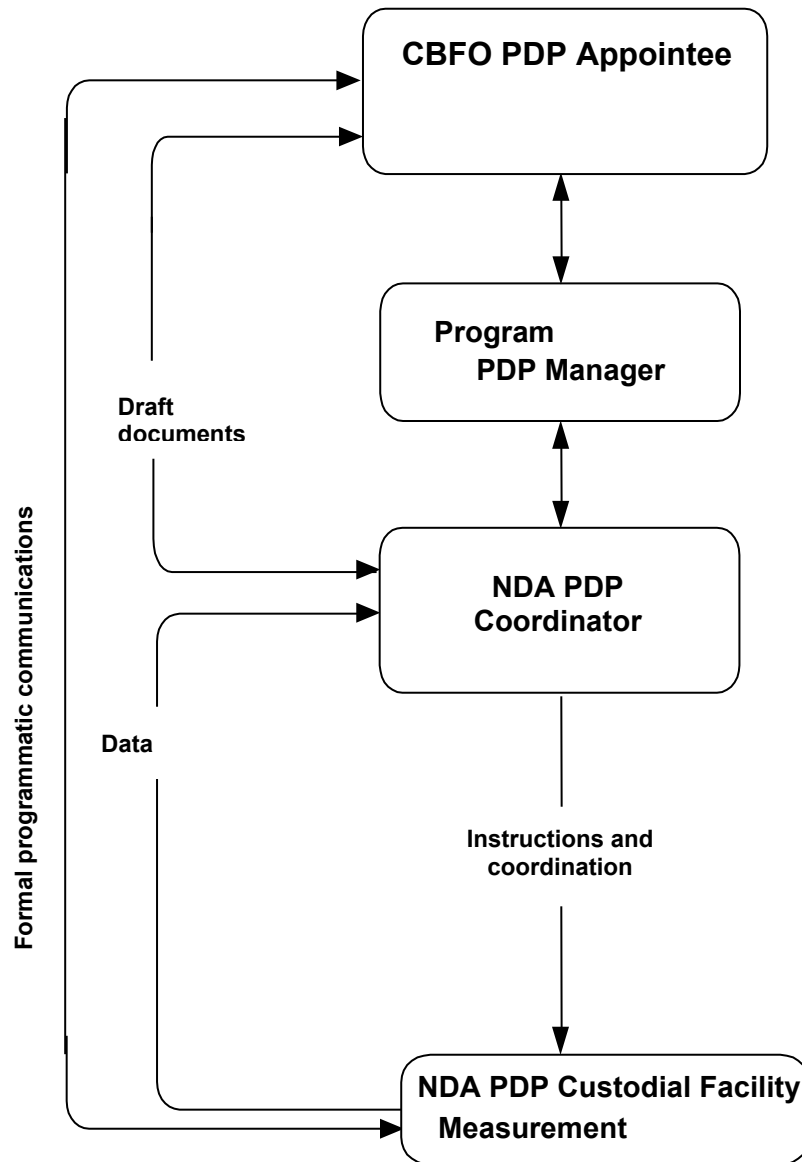 CBFO PDP Appointee
Program
PDP Manager
Draft
documents
NDA PDP
Coordinator
Formal programmatic communications
Data
Instructions and
coordination
NDA PDP Custodial Facility
Measurement